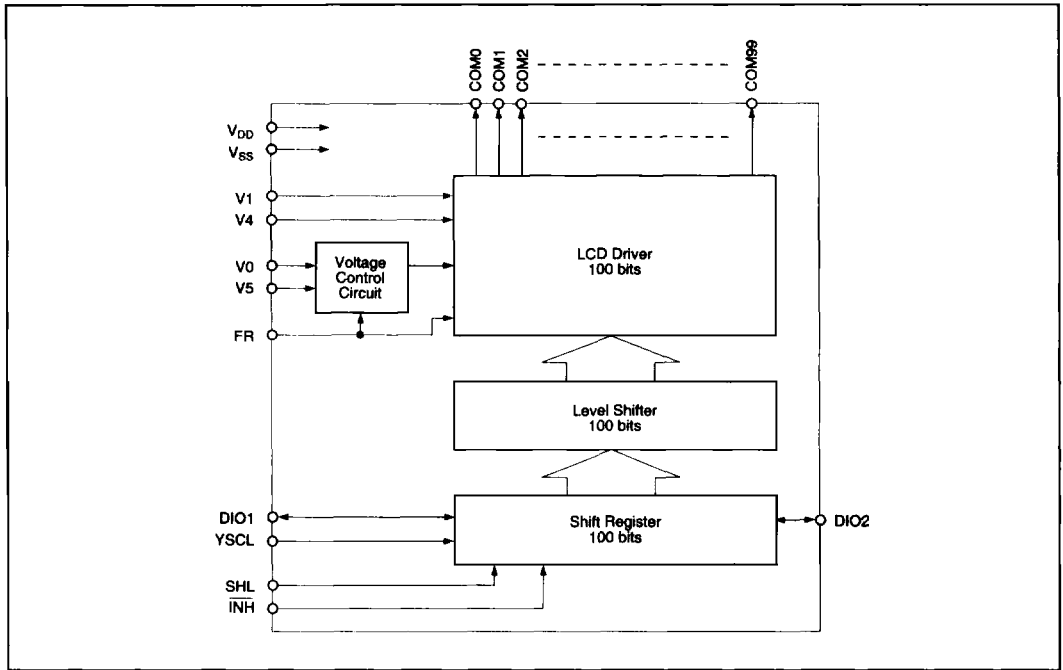 COM0
COM1
COM2
COM99
VDD
VSS
V1
V4
V0
V5
FR
Voltage
Control
Circuit
LCD Driver
100 bits
Level Shifter
100 bits
Shift Register
100 bits
DIO1
YSCL
SHL
INH
DIO2